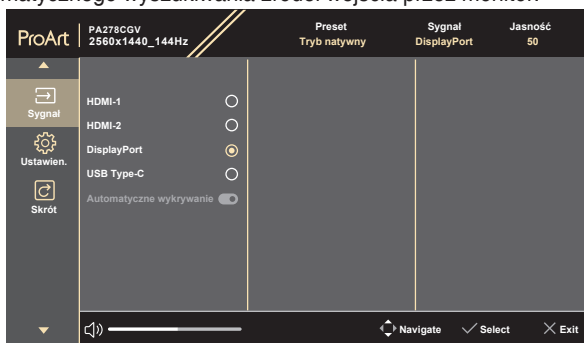 matycznego wyszukiwania źródeł wejścia przez monitor.
ProArt
PA278CGV
2560x1440_144Hz
Preset
Tryb natywny
Sygnał
DisplayPort
Jasność
50
Sygnał
Ustawien.
Skrót
HDMI-1
HDMI-2
DisplayPort
USB Type-C
Automatyczne wykrywanie
Navigate
Select
Exit